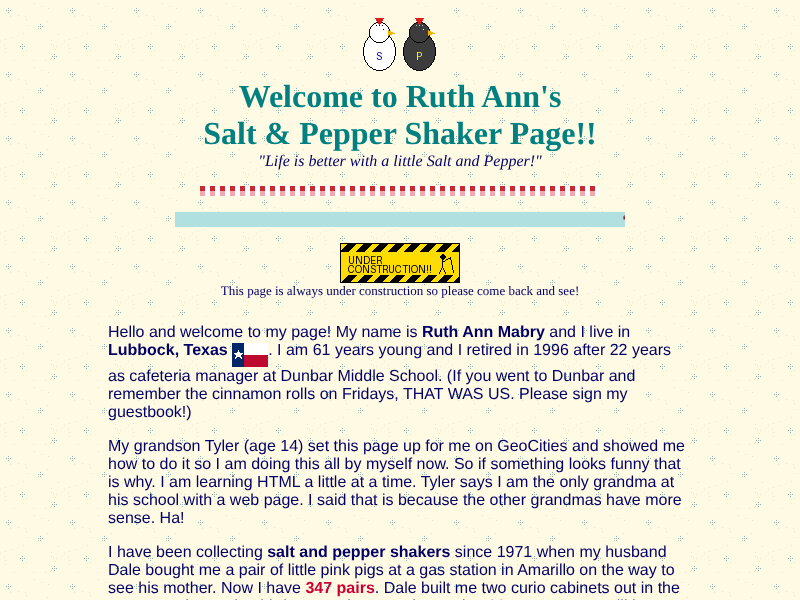 S P
Welcome to Ruth Ann's
Salt & Pepper Shaker Page!!
"Life is better with a little Salt and Pepper!"
UNDER
CONSTRUCTION!!
This page is always under construction so please come back and see!
Hello and welcome to my page! My name is Ruth Ann Mabry and I live in
Lubbock, Texas . I am 61 years young and I retired in 1996 after 22 years
as cafeteria manager at Dunbar Middle School. (If you went to Dunbar and
remember the cinnamon rolls on Fridays, THAT WAS US. Please sign my
guestbook!)
My grandson Tyler (age 14) set this page up for me on GeoCities and showed me
how to do it so I am doing this all by myself now. So if something looks funny that
is why. I am learning HTML a little at a time. Tyler says I am the only grandma at
his school with a web page. I said that is because the other grandmas have more
sense. Ha!
I have been collecting salt and pepper shakers since 1971 when my husband
Dale bought me a pair of little pink pigs at a gas station in Amarillo on the way to
see his mother. Now I have 347 pairs. Dale built me two curio cabinets out in the